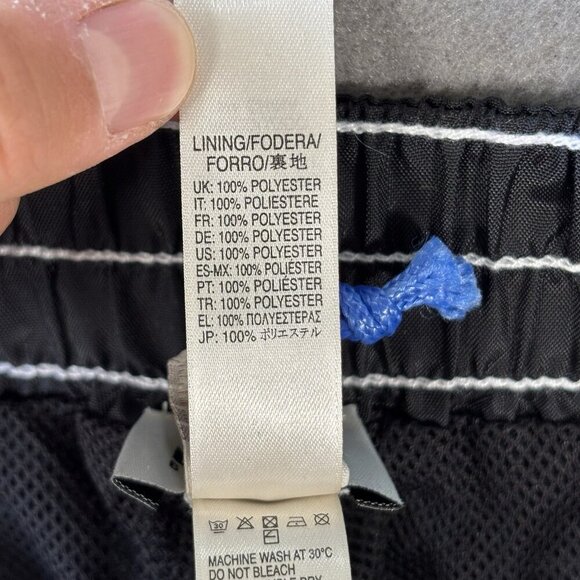 LINING/FODERA/
FORRO/裏地
UK: 100% POLYESTER
IT: 100% POLIESTERE
FR: 100% POLYESTER
DE: 100% POLYESTER
US: 100% POLYESTER
ES-MX: 100% POLIÉSTER
PT: 100% POLIÉSTER
TR: 100% POLYESTER
EL: 100% ΠΟΛΥΕΣΤΕΡΑΣ
JP: 100% ポリエステル
30
MACHINE WASH AT 30°C
DO NOT BLEACH